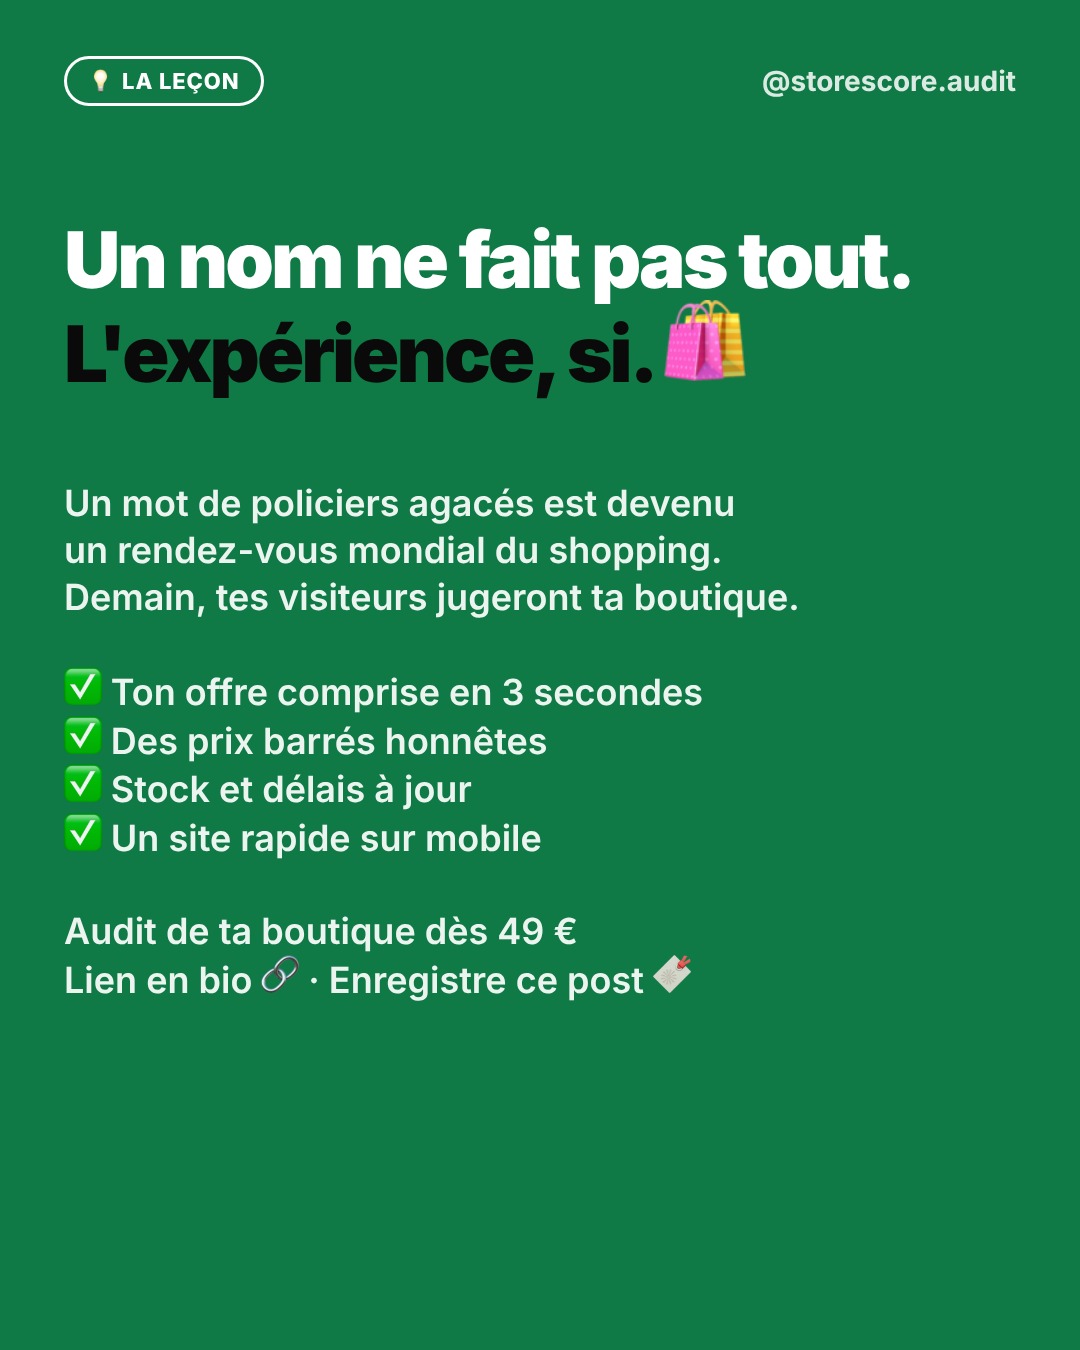 💡 LA LEÇON
@storescore.audit
Un nom ne fait pas tout.
L'expérience, si. 🛍️
Un mot de policiers agacés est devenu
un rendez-vous mondial du shopping.
Demain, tes visiteurs jugeront ta boutique.
✅ Ton offre comprise en 3 secondes
✅ Des prix barrés honnêtes
✅ Stock et délais à jour
✅ Un site rapide sur mobile
Audit de ta boutique dès 49 €
Lien en bio 🔗 · Enregistre ce post 🔖